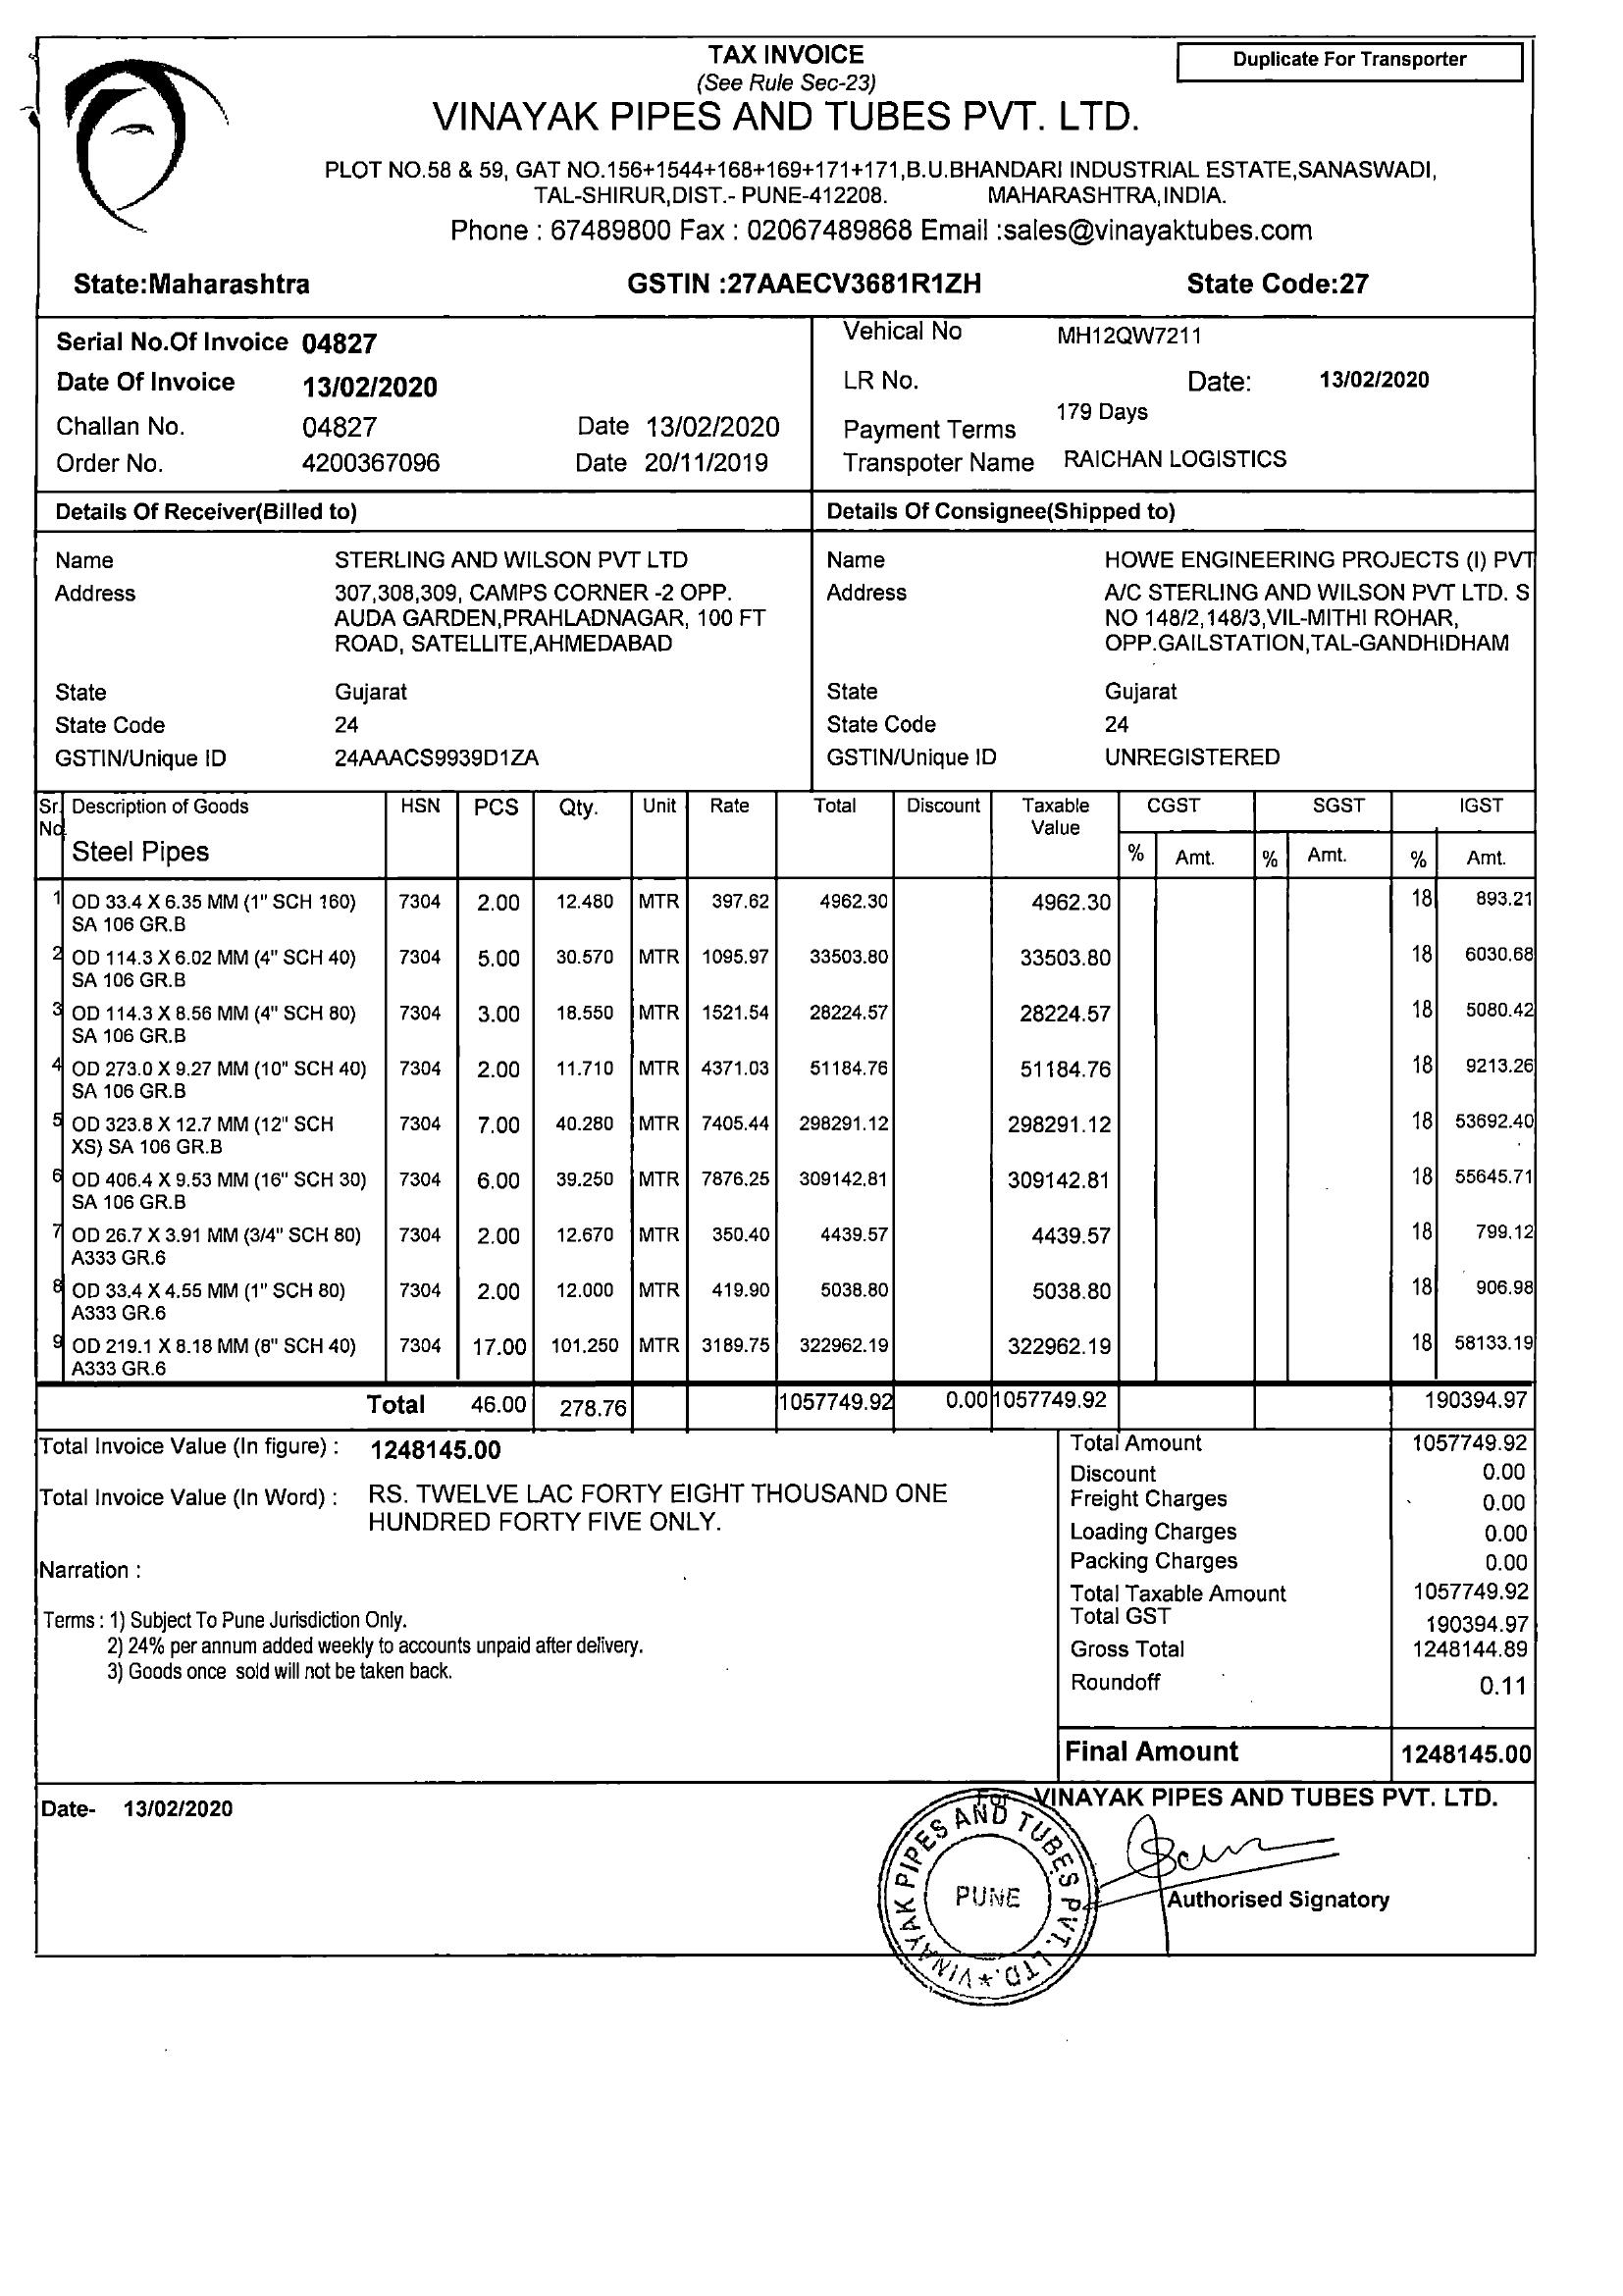 TAX INVOICE
Duplicate For Transporter
(See Rule Sec-23)
VINAYAK PIPES AND TUBES PVT. LTD.
PLOT NO.58 & 59, GAT NO.156+1544+168+169+171+171,B.U.BHANDARI INDUSTRIAL ESTATE,SANASWADI,
TAL-SHIRUR,DIST.- PUNE-412208. MAHARASHTRA,INDIA.
Phone : 67489800 Fax : 02067489868 Email :sales@vinayaktubes.com
State:Maharashtra GSTIN :27AAECV3681R1ZH State Code:27
Serial No.Of Invoice 04827
Date Of Invoice 13/02/2020
Challan No. 04827 Date 13/02/2020
Order No. 4200367096 Date 20/11/2019
Vehical No MH12QW7211
LR No. Date: 13/02/2020
Payment Terms 179 Days
Transpoter Name RAICHAN LOGISTICS
Details Of Receiver(Billed to)
Name STERLING AND WILSON PVT LTD
Address 307,308,309, CAMPS CORNER -2 OPP.
AUDA GARDEN,PRAHLADNAGAR, 100 FT
ROAD, SATELLITE,AHMEDABAD
State Gujarat
State Code 24
GSTIN/Unique ID 24AAACS9939D1ZA
Details Of Consignee(Shipped to)
Name HOWE ENGINEERING PROJECTS (I) PVT
Address A/C STERLING AND WILSON PVT LTD. S
NO 148/2,148/3,VIL-MITHI ROHAR,
OPP.GAILSTATION,TAL-GANDHIDHAM
State Gujarat
State Code 24
GSTIN/Unique ID UNREGISTERED
Sr. Description of Goods HSN PCS Qty. Unit Rate Total Discount Taxable CGST SGST IGST
No Value
Steel Pipes % Amt. % Amt. % Amt.
1 OD 33.4 X 6.35 MM (1" SCH 160) 7304 2.00 12.480 MTR 397.62 4962.30 4962.30 18 893.21
SA 106 GR.B
2 OD 114.3 X 6.02 MM (4" SCH 40) 7304 5.00 30.570 MTR 1095.97 33503.80 33503.80 18 6030.68
SA 106 GR.B
3 OD 114.3 X 8.56 MM (4" SCH 80) 7304 3.00 18.550 MTR 1521.54 28224.57 28224.57 18 5080.42
SA 106 GR.B
4 OD 273.0 X 9.27 MM (10" SCH 40) 7304 2.00 11.710 MTR 4371.03 51184.76 51184.76 18 9213.26
SA 106 GR.B
5 OD 323.8 X 12.7 MM (12" SCH 7304 7.00 40.280 MTR 7405.44 298291.12 298291.12 18 53692.40
XS) SA 106 GR.B
6 OD 406.4 X 9.53 MM (16" SCH 30) 7304 6.00 39.250 MTR 7876.25 309142.81 309142.81 18 55645.71
SA 106 GR.B
7 OD 26.7 X 3.91 MM (3/4" SCH 80) 7304 2.00 12.670 MTR 350.40 4439.57 4439.57 18 799.12
A333 GR.6
8 OD 33.4 X 4.55 MM (1" SCH 80) 7304 2.00 12.000 MTR 419.90 5038.80 5038.80 18 906.98
A333 GR.6
9 OD 219.1 X 8.18 MM (8" SCH 40) 7304 17.00 101.250 MTR 3189.75 322962.19 322962.19 18 58133.19
A333 GR.6
Total 46.00 278.76 1057749.92 0.00 1057749.92 190394.97
Total Invoice Value (In figure) : 1248145.00
Total Invoice Value (In Word) : RS. TWELVE LAC FORTY EIGHT THOUSAND ONE
HUNDRED FORTY FIVE ONLY.
Narration :
Terms : 1) Subject To Pune Jurisdiction Only.
2) 24% per annum added weekly to accounts unpaid after delivery.
3) Goods once sold will not be taken back.
Total Amount 1057749.92
Discount 0.00
Freight Charges 0.00
Loading Charges 0.00
Packing Charges 0.00
Total Taxable Amount 1057749.92
Total GST 190394.97
Gross Total 1248144.89
Roundoff 0.11
Final Amount 1248145.00
Date- 13/02/2020
For VINAYAK PIPES AND TUBES PVT. LTD.
VINAYAK PIPES AND TUBES PVT. LTD. *
PUNE
Authorised Signatory